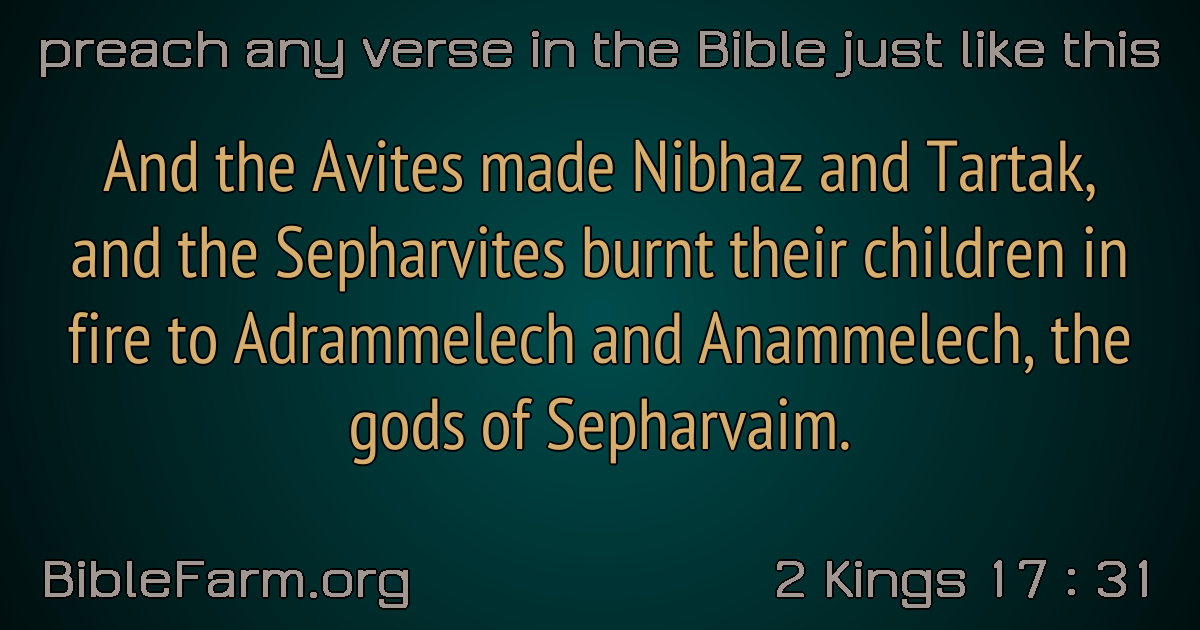 preach any verse in the Bible just like this
And the Avites made Nibhaz and Tartak,
and the Sepharvites burnt their children in
fire to Adrammelech and Anammelech, the
gods of Sepharvaim.
BibleFarm.org
2 Kings 17 : 31